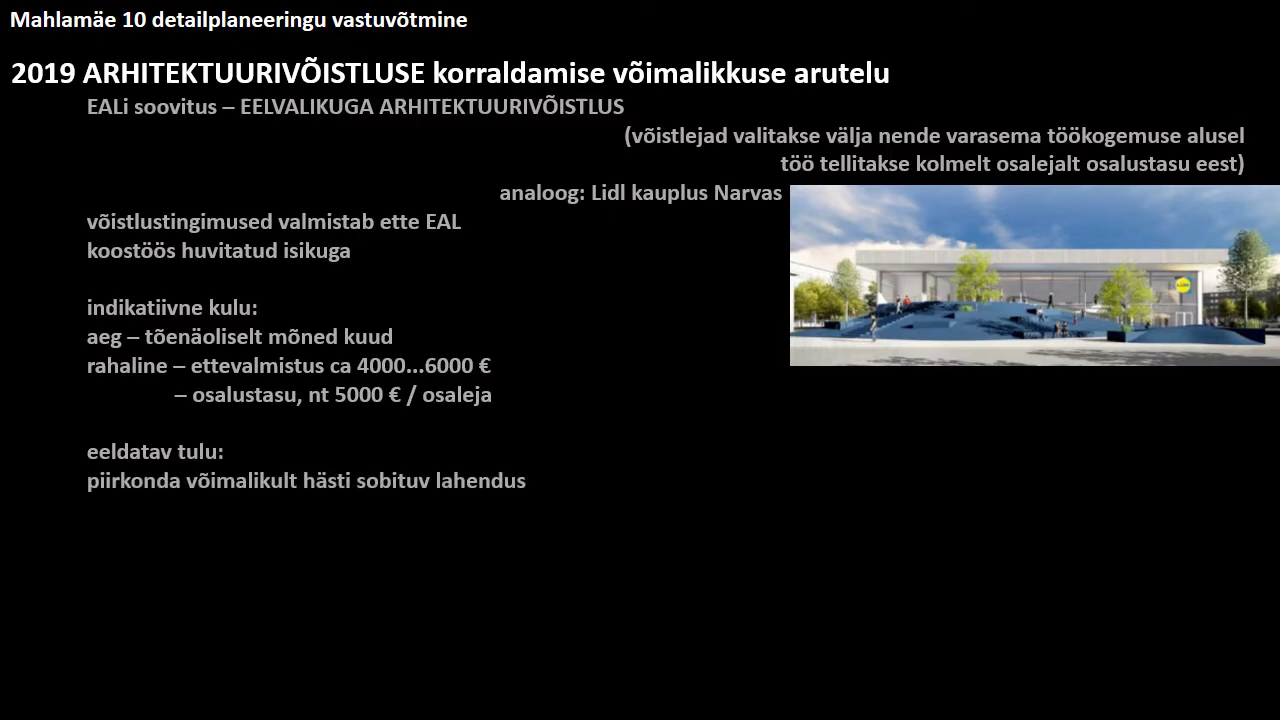 Mahlamäe 10 detailplaneeringu vastuvõtmine
2019 ARHITEKTUURIVÕISTLUSE korraldamise võimalikkuse arutelu
EALi soovitus – EELVALIKUGA ARHITEKTUURIVÕISTLUS
(võistlejad valitakse välja nende varasema töökogemuse alusel
töö tellitakse kolmelt osalejalt osalustasu eest)
analoog: Lidl kauplus Narvas
võistlustingimused valmistab ette EAL
koostöös huvitatud isikuga
indikatiivne kulu:
aeg – tõenäoliselt mõned kuud
rahaline – ettevalmistus ca 4000...6000 €
– osalustasu, nt 5000 € / osaleja
eeldatav tulu:
piirkonda võimalikult hästi sobituv lahendus